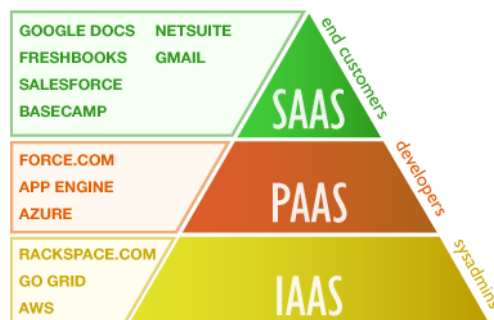 GOOGLE DOCS NETSUITE
FRESHBOOKS GMAIL
SALESFORCE
BASECAMP
SAAS
end customers
FORCE.COM
APP ENGINE
AZURE
PAAS
developers
RACKSPACE.COM
GO GRID
AWS
IAAS
sysadmins